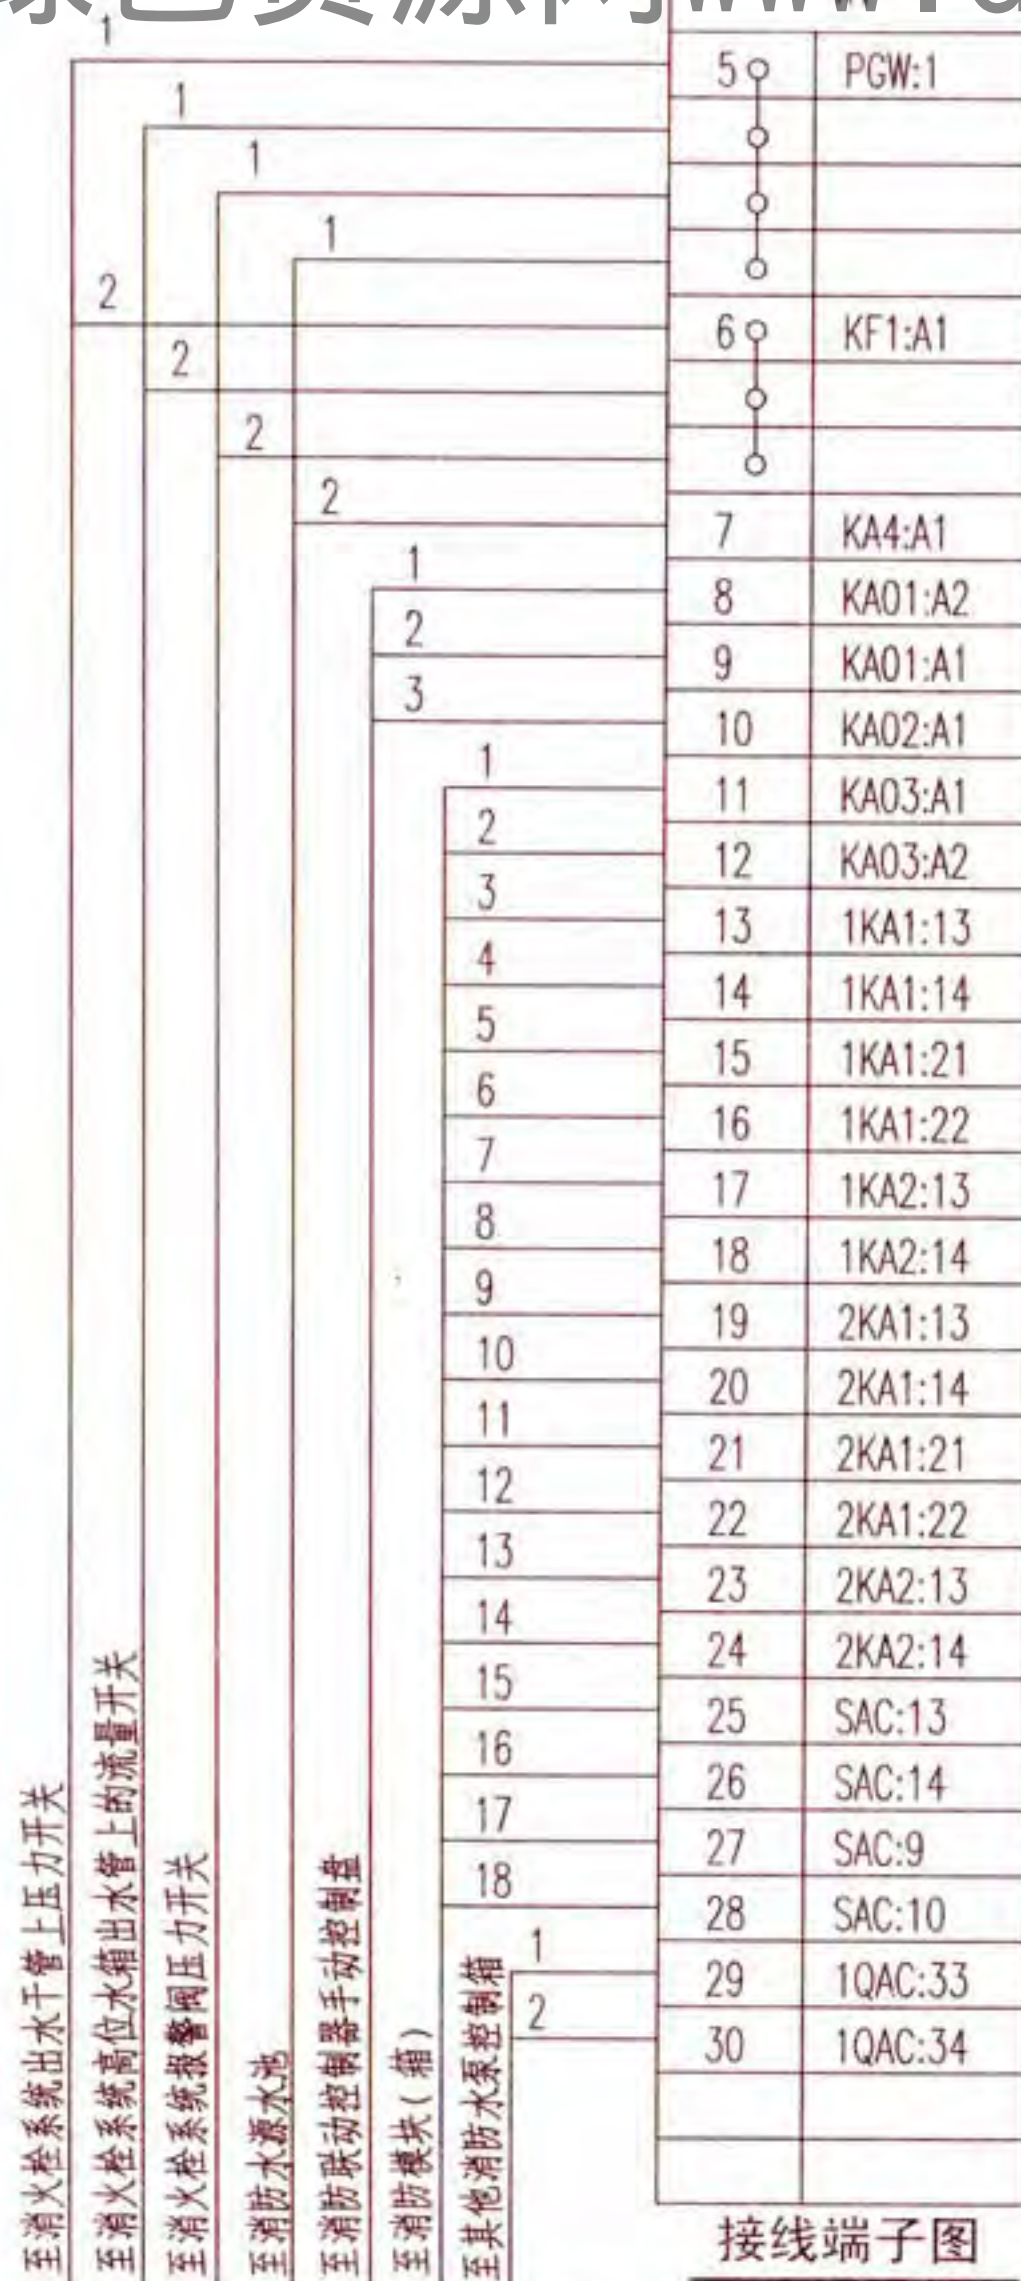 绿色资源网www.d
1
5 PGW:1
1
1
1
2
6 KF1:A1
2
2
2
7 KA4:A1
1
8 KA01:A2
2
9 KA01:A1
3
10 KA02:A1
1
11 KA03:A1
2
12 KA03:A2
3
13 1KA1:13
4
14 1KA1:14
5
15 1KA1:21
6
16 1KA1:22
7
17 1KA2:13
8
18 1KA2:14
9
19 2KA1:13
10
20 2KA1:14
11
21 2KA1:21
12
22 2KA1:22
13
23 2KA2:13
14
24 2KA2:14
15
25 SAC:13
16
26 SAC:14
17
27 SAC:9
18
28 SAC:10
1
29 1QAC:33
2
30 1QAC:34
至消火栓系统出水干管上压力开关
至消火栓系统高位水箱出水管上的流量开关
至消火栓系统报警阀压力开关
至消防水源水池
至消防联动控制器手动控制盘
至消防模块(箱)
至其他消防水泵控制箱
接线端子图